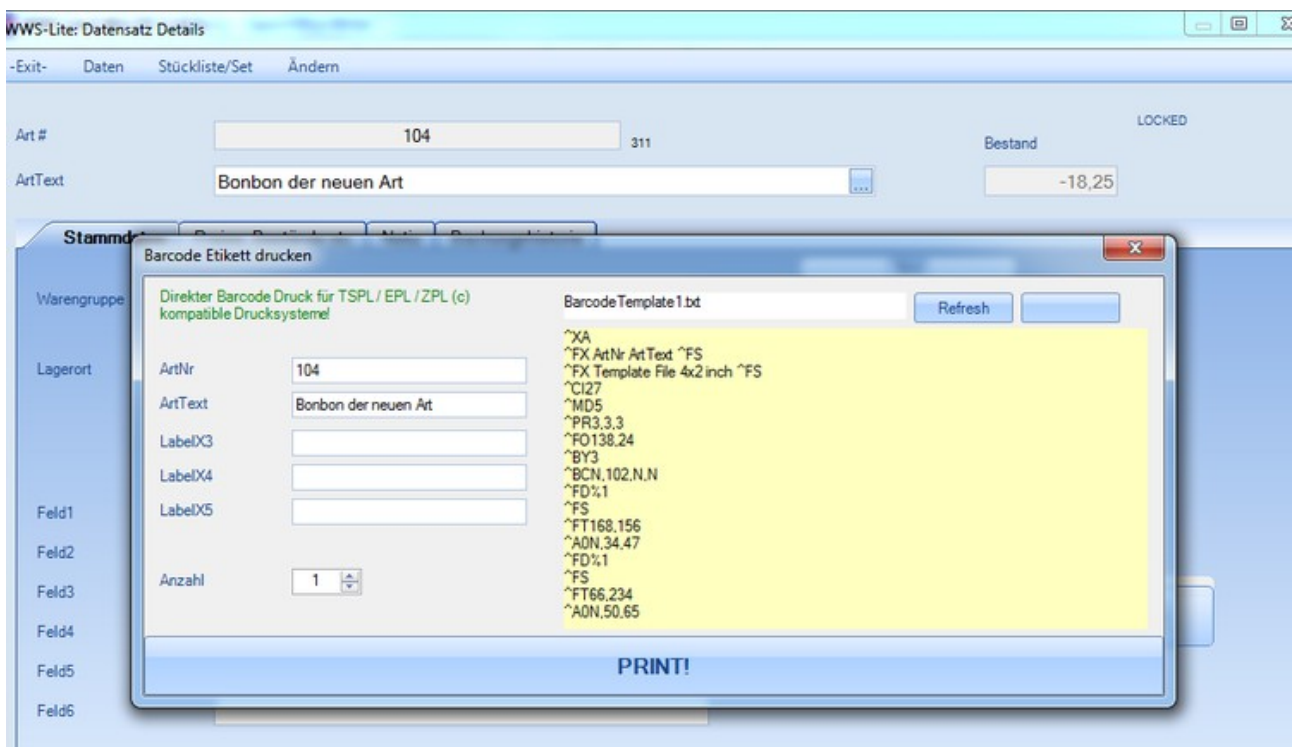 WWS-Lite: Datensatz Details
-Exit- Daten Stückliste/Set Ändern
LOCKED
Art # 104 311 Bestand
ArtText Bonbon der neuen Art ... -18,25
Barcode Etikett drucken
Warengruppe
Lagerort
Feld1
Feld2
Feld3
Feld4
Feld5
Feld6
Direkter Barcode Druck für TSPL / EPL / ZPL (c)
kompatible Drucksysteme!
ArtNr 104
ArtText Bonbon der neuen Art
LabelX3
LabelX4
LabelX5
Anzahl 1
BarcodeTemplate1.txt Refresh
^XA
^FX ArtNr ArtText ^FS
^FX Template File 4x2 inch ^FS
^CI27
^MD5
^PR3,3,3
^FO138,24
^BY3
^BCN,102,N,N
^FD%1
^FS
^FT168,156
^A0N,34,47
^FD%1
^FS
^FT66,234
^A0N,50,65
PRINT!